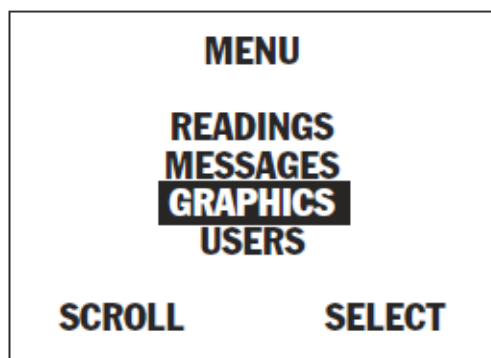 MENU
READINGS
MESSAGES
GRAPHICS
USERS
SCROLL SELECT